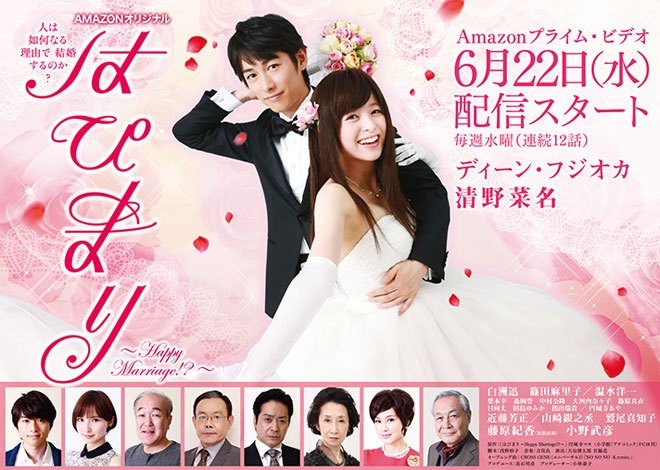 AMAZONオリジナル
人は
如何なる
理由で 結婚
するのか
?
はぴまり
~Happy
Marriage!?~
Amazonプライム・ビデオ
6月22日(水)
配信スタート
毎週水曜(連続12話)
ディーン・フジオカ
清野菜名
白洲迅 篠田麻里子/温水洋一
近藤芳正/山崎銀之丞 鷲尾真知子
藤原紀香(友情出演) 小野武彦